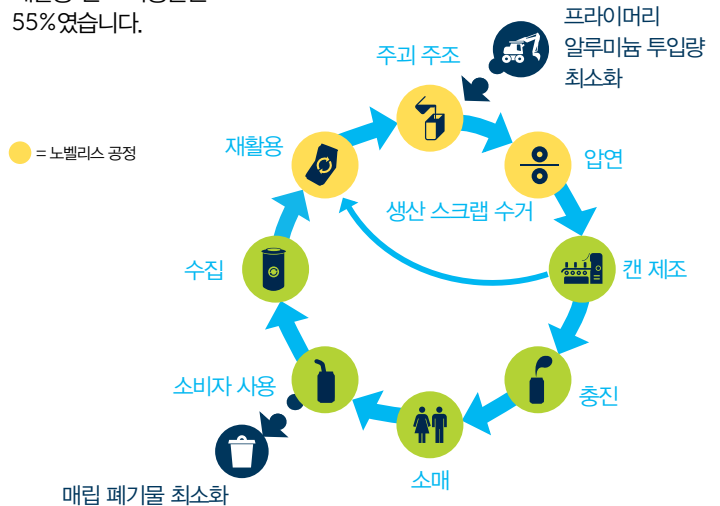 55%였습니다.
프라이머리
알루미늄 투입량
최소화
주괴 주조
재활용
= 노벨리스 공정
압연
생산 스크랩 수거
수집
캔 제조
소비자 사용
충진
소매
매립 폐기물 최소화